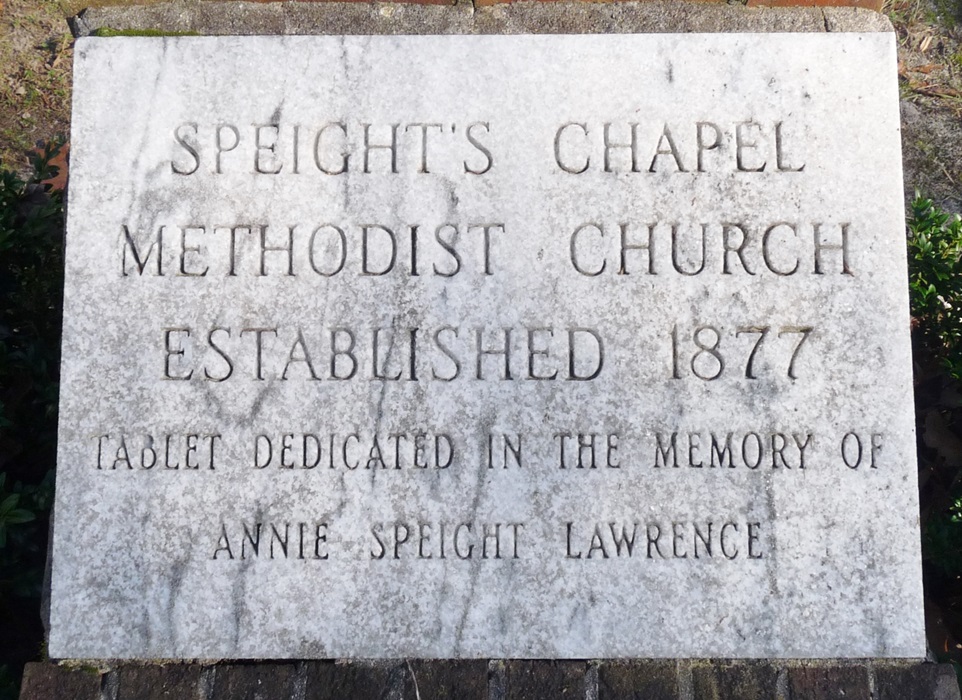 SPEIGHT'S CHAPEL
METHODIST CHURCH
ESTABLISHED 1877
TABLET DEDICATED IN THE MEMORY OF
ANNIE SPEIGHT LAWRENCE